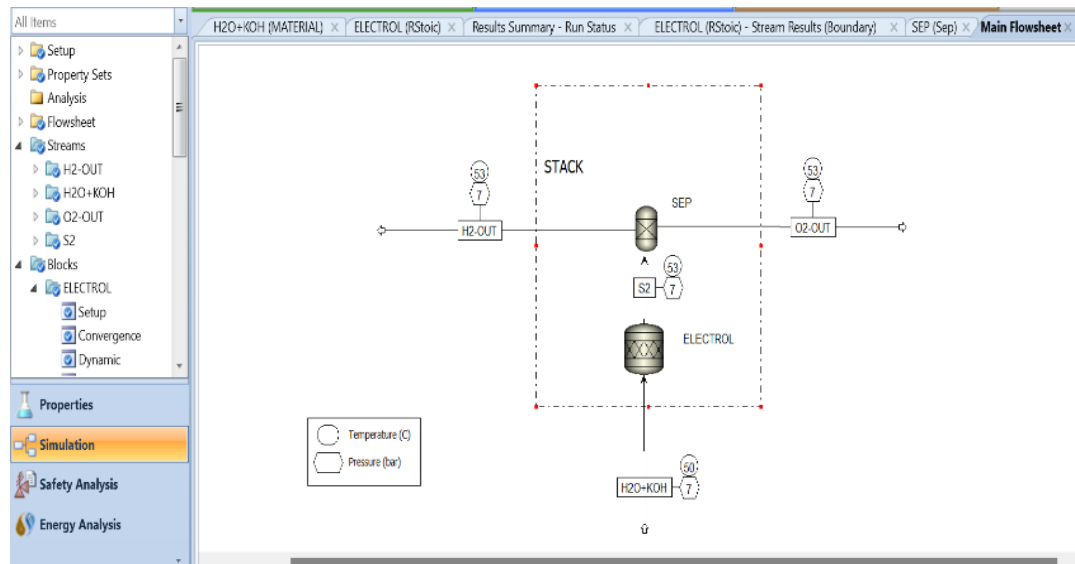 All Items
Setup
Property Sets
Analysis
Flowsheet
Streams
H2-OUT
H2O+KOH
O2-OUT
S2
Blocks
ELECTROL
Setup
Convergence
Dynamic
Properties
Simulation
Safety Analysis
Energy Analysis
H2O+KOH (MATERIAL) × ELECTROL (RStoic) × Results Summary - Run Status × ELECTROL (RStoic) - Stream Results (Boundary) × SEP (Sep) × Main Flowsheet ×
STACK
53
7
H2-OUT
SEP
53
7
O2-OUT
53
S2
7
ELECTROL
Temperature (C)
Pressure (bar)
50
H2O+KOH
7